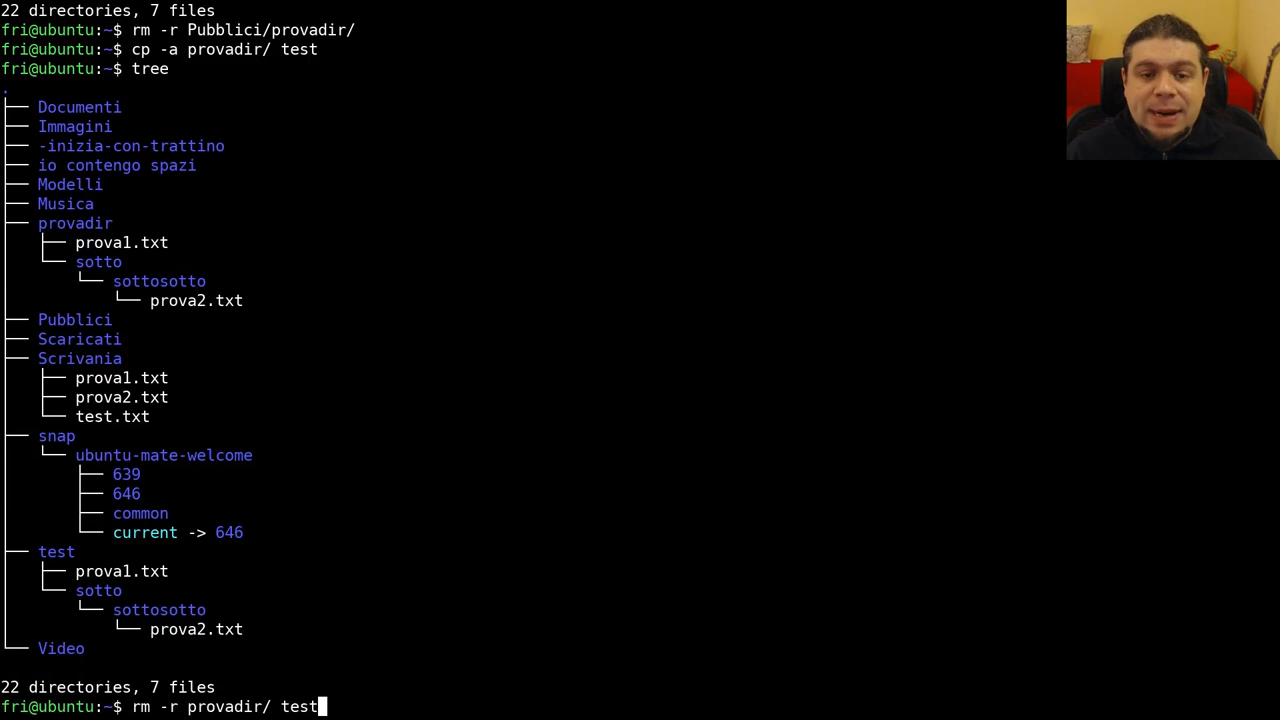 22 directories, 7 files
fri@ubuntu:~$ rm -r Pubblici/provadir/
fri@ubuntu:~$ cp -a provadir/ test
fri@ubuntu:~$ tree
.
├── Documenti
├── Immagini
├── -inizia-con-trattino
├── io contengo spazi
├── Modelli
├── Musica
├── provadir
│   ├── prova1.txt
│   └── sotto
│       └── sottosotto
│           └── prova2.txt
├── Pubblici
├── Scaricati
├── Scrivania
│   ├── prova1.txt
│   ├── prova2.txt
│   └── test.txt
├── snap
│   └── ubuntu-mate-welcome
│       ├── 639
│       ├── 646
│       ├── common
│       └── current -> 646
├── test
│   ├── prova1.txt
│   └── sotto
│       └── sottosotto
│           └── prova2.txt
└── Video
22 directories, 7 files
fri@ubuntu:~$ rm -r provadir/ test